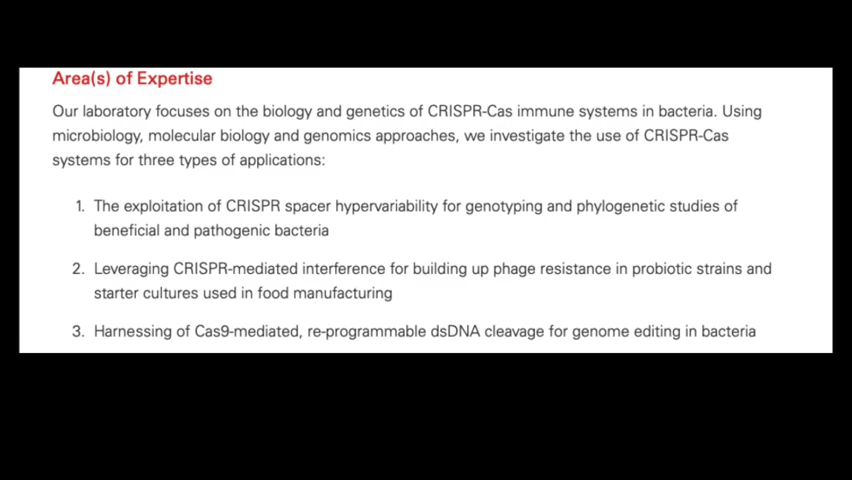 Area(s) of Expertise
Our laboratory focuses on the biology and genetics of CRISPR-Cas immune systems in bacteria. Using
microbiology, molecular biology and genomics approaches, we investigate the use of CRISPR-Cas
systems for three types of applications:
1. The exploitation of CRISPR spacer hypervariability for genotyping and phylogenetic studies of
beneficial and pathogenic bacteria
2. Leveraging CRISPR-mediated interference for building up phage resistance in probiotic strains and
starter cultures used in food manufacturing
3. Harnessing of Cas9-mediated, re-programmable dsDNA cleavage for genome editing in bacteria